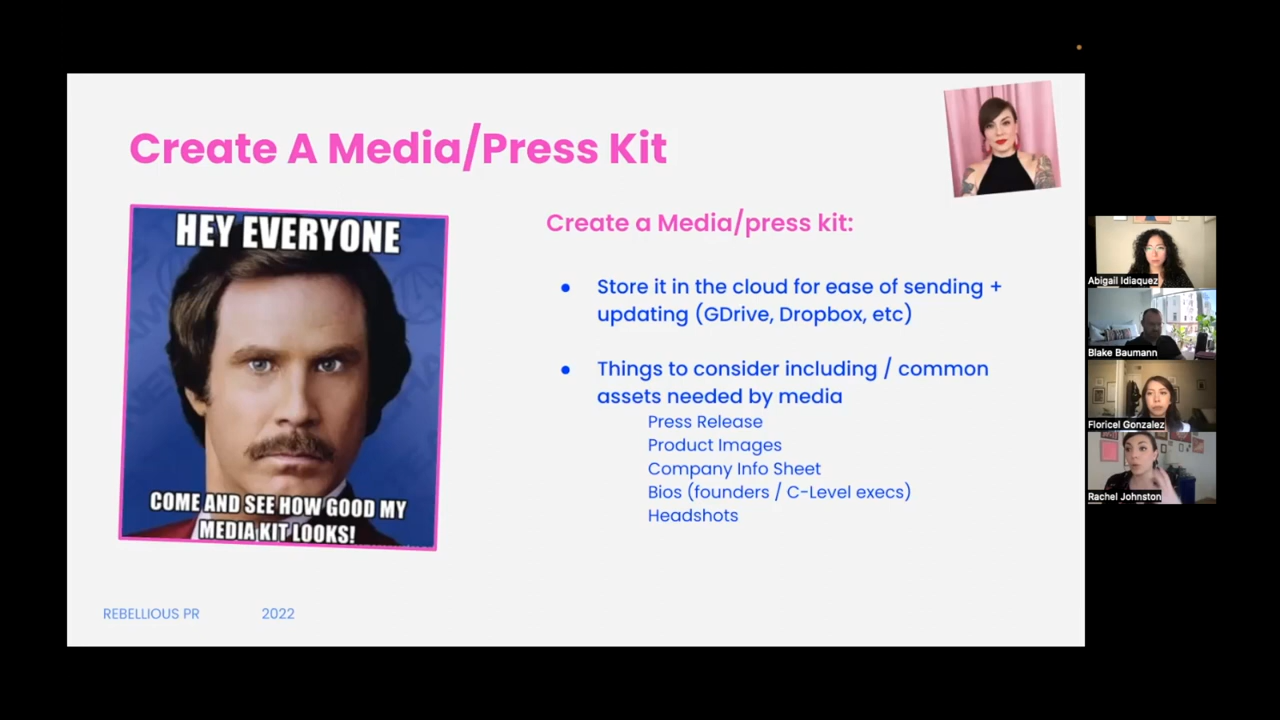 Create A Media/Press Kit
HEY EVERYONE
COME AND SEE HOW GOOD MY
MEDIA KIT LOOKS!
Create a Media/press kit:
● Store it in the cloud for ease of sending +
updating (GDrive, Dropbox, etc)
● Things to consider including / common
assets needed by media
Press Release
Product Images
Company Info Sheet
Bios (founders / C-Level execs)
Headshots
REBELLIOUS PR 2022
Abigail Idiaquez
Blake Baumann
Floricel Gonzalez
Rachel Johnston